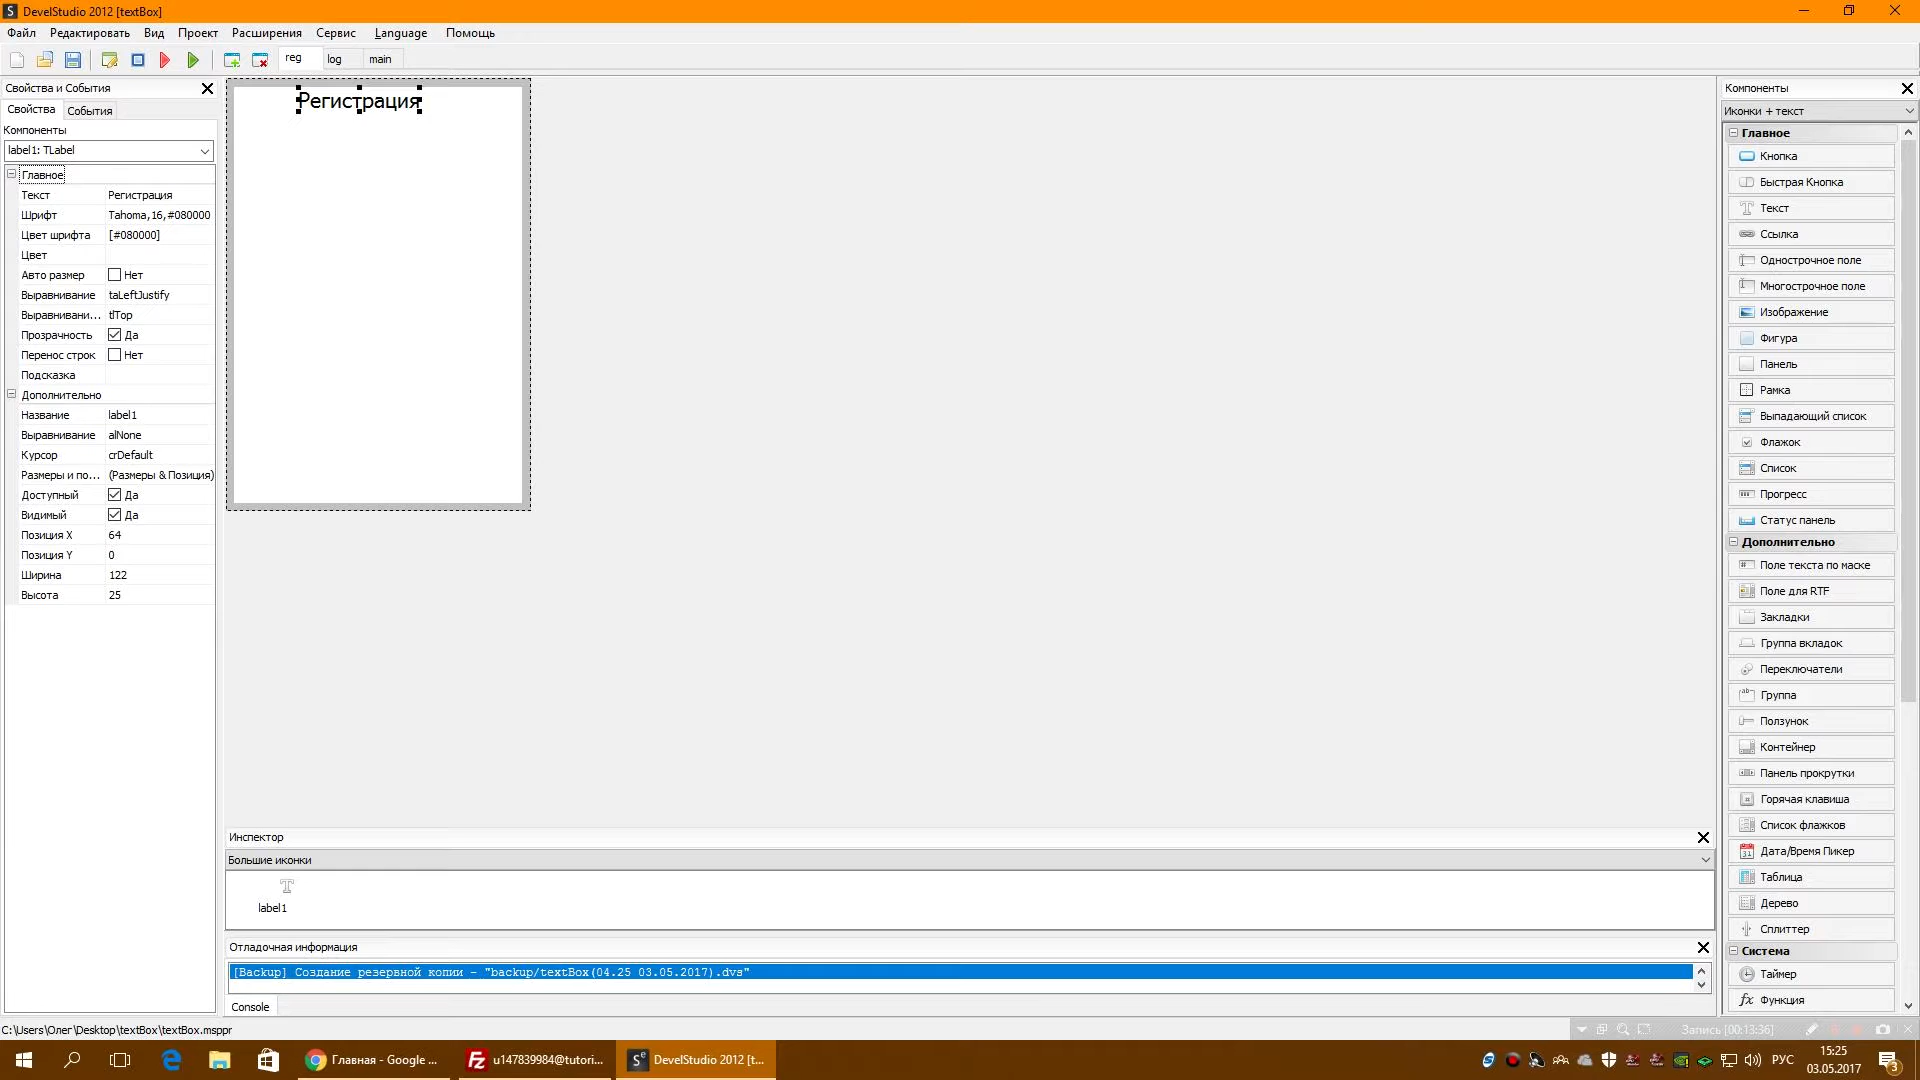 DevelStudio 2012 [textBox]
Файл Редактировать Вид Проект Расширения Сервис Language Помощь
reg log main
Свойства и События
Свойства События
Компоненты
label1: TLabel
Главное
Текст Регистрация
Шрифт Tahoma,16,#080000
Цвет шрифта [#080000]
Цвет
Авто размер Нет
Выравнивание taLeftJustify
Выравнивани... tlTop
Прозрачность Да
Перенос строк Нет
Подсказка
Дополнительно
Название label1
Выравнивание alNone
Курсор crDefault
Размеры и по... (Размеры & Позиция)
Доступный Да
Видимый Да
Позиция X 64
Позиция Y 0
Ширина 122
Высота 25
Регистрация
Инспектор
Большие иконки
label1
Отладочная информация
[Backup] Создание резервной копии - "backup/textBox(04.25 03.05.2017).dvs"
Console
Компоненты
Иконки + текст
Главное
Кнопка
Быстрая Кнопка
Текст
Ссылка
Однострочное поле
Многострочное поле
Изображение
Фигура
Панель
Рамка
Выпадающий список
Флажок
Список
Прогресс
Статус панель
Дополнительно
Поле текста по маске
Поле для RTF
Закладки
Группа вкладок
Переключатели
Группа
Ползунок
Контейнер
Панель прокрутки
Горячая клавиша
Список флажков
Дата/Время Пикер
Таблица
Дерево
Сплиттер
Система
Таймер
Функция
C:\Users\Олег\Desktop\textBox\textBox.msppr
Запись [00:13:36]
Главная - Google ...
u147839984@tutori...
DevelStudio 2012 [t...
РУС
15:25
03.05.2017
3